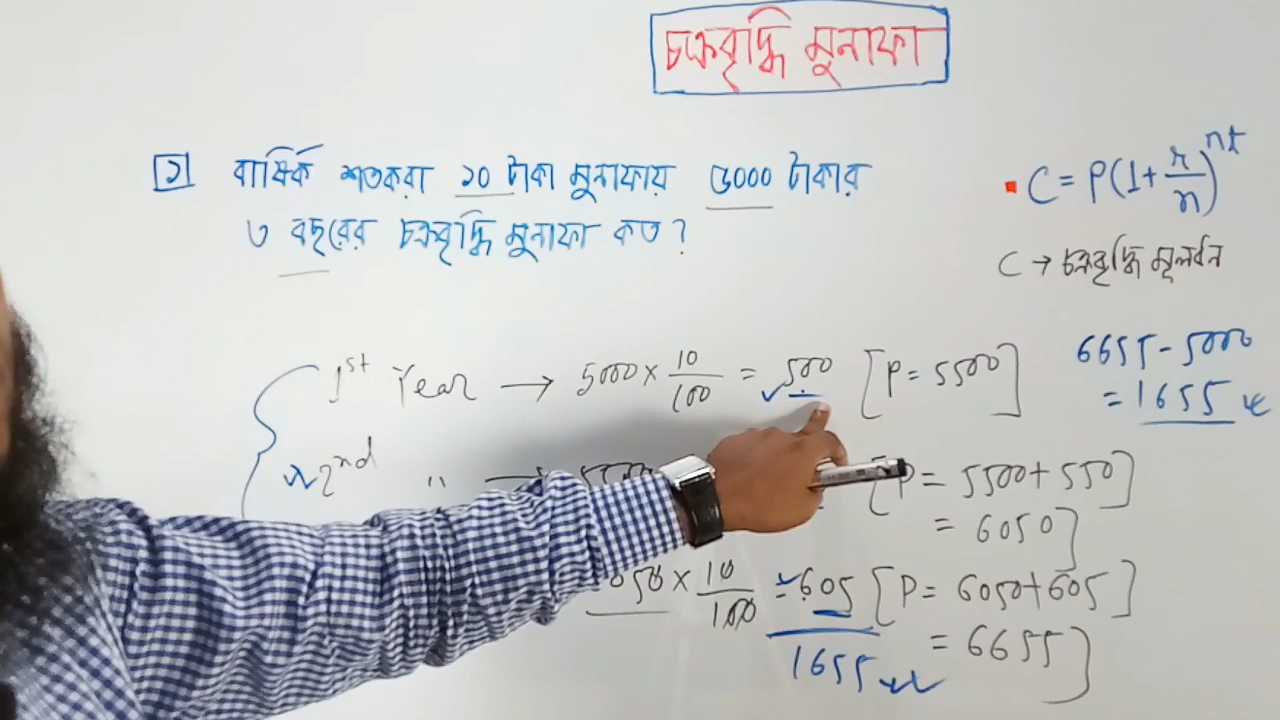 চক্রবৃদ্ধি মুনাফা
১) বার্ষিক শতকরা ১০ টাকা মুনাফায় ৫০০০ টাকার
৩ বছরের চক্রবৃদ্ধি মুনাফা কত?
C = P(1 + r/n)^nt
C → চক্রবৃদ্ধি মূলধন
6655 - 5000
= 1655
1st Year → 5000 × 10/100 = 500 [P = 5500]
2nd " → [P = 5500 + 550]
= 6050]
050 × 10/100 = 605 [P = 6050 + 605]
= 6655]
1655